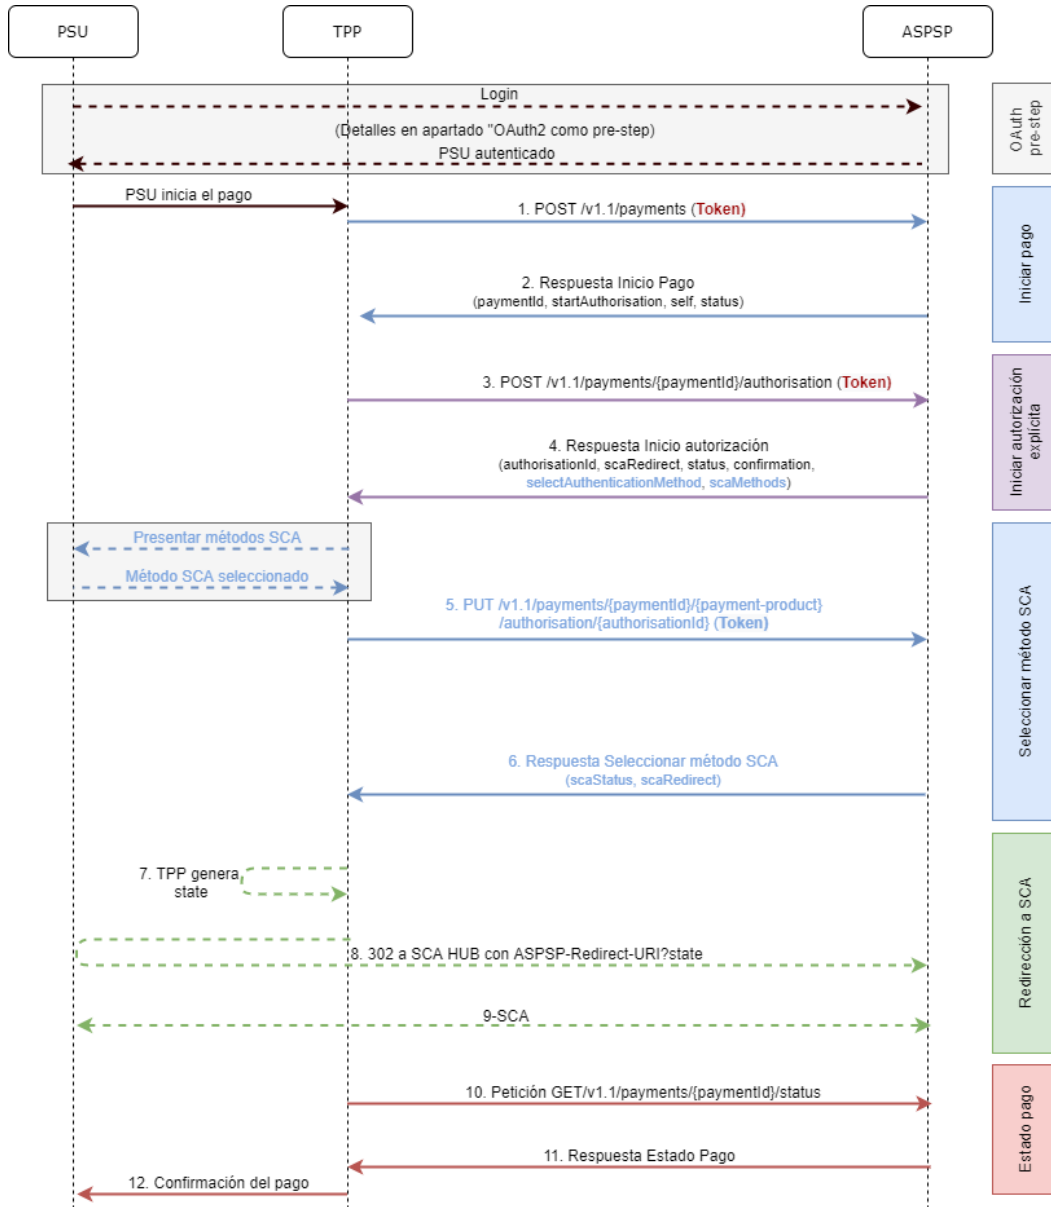 PSU
TPP
ASPSP
Login
(Detalles en apartado "OAuth2 como pre-step)
PSU autenticado
OAuth
pre-step
PSU inicia el pago
1. POST /v1.1/payments (Token)
2. Respuesta Inicio Pago
(paymentId, startAuthorisation, self, status)
Iniciar pago
3. POST /v1.1/payments/{paymentId}/authorisation (Token)
4. Respuesta Inicio autorización
(authorisationId, scaRedirect, status, confirmation,
selectAuthenticationMethod, scaMethods)
Iniciar autorización
explícita
Presentar métodos SCA
Método SCA seleccionado
5. PUT /v1.1/payments/{paymentId}/{payment-product}
/authorisation/{authorisationId} (Token)
6. Respuesta Seleccionar método SCA
(scaStatus, scaRedirect)
Seleccionar método SCA
7. TPP genera
state
8. 302 a SCA HUB con ASPSP-Redirect-URI?state
9-SCA
Redirección a SCA
10. Petición GET/v1.1/payments/{paymentId}/status
11. Respuesta Estado Pago
12. Confirmación del pago
Estado pago